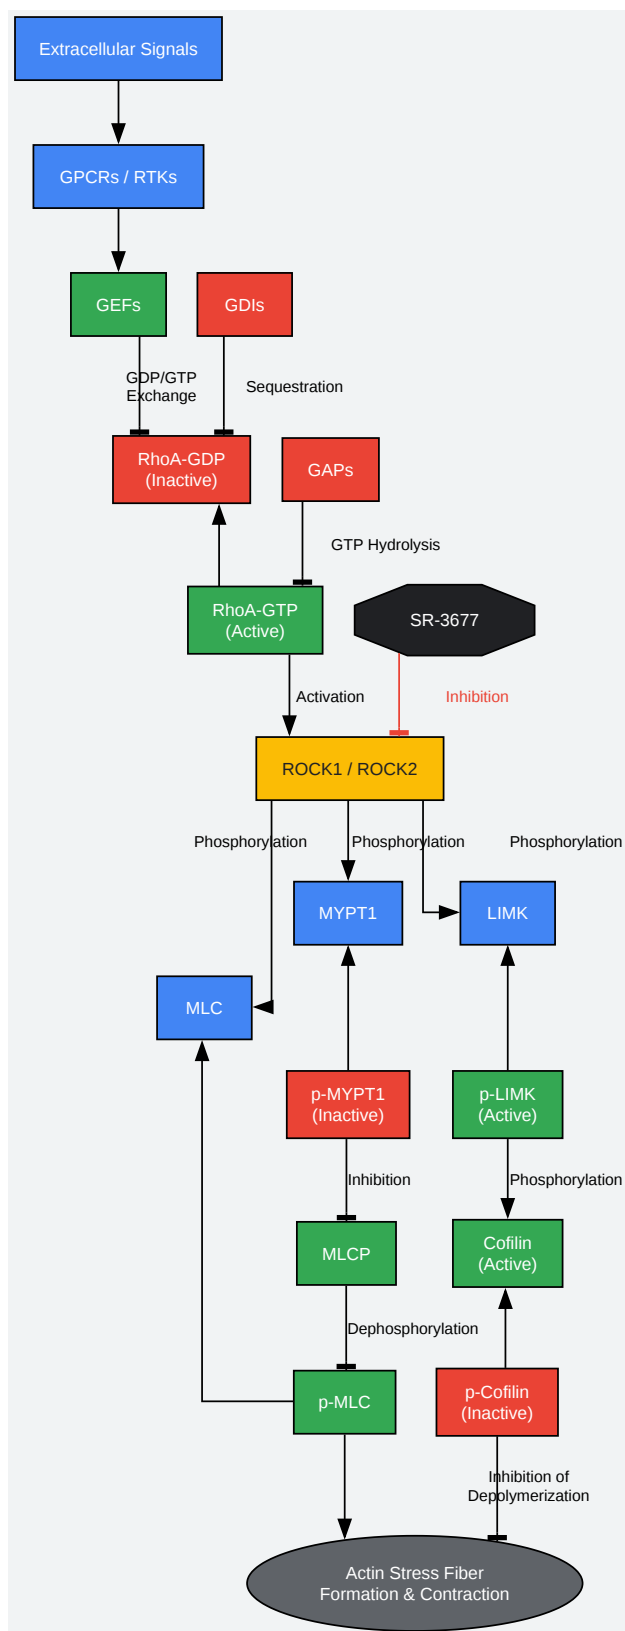 Extracellular Signals
GPCRs / RTKs
GEFs
GDIs
GDP/GTP
Exchange
Sequestration
RhoA-GDP
(Inactive)
GAPs
GTP Hydrolysis
RhoA-GTP
(Active)
SR-3677
Activation
Inhibition
ROCK1 / ROCK2
Phosphorylation
Phosphorylation
Phosphorylation
MYPT1
LIMK
MLC
p-MYPT1
(Inactive)
p-LIMK
(Active)
Inhibition
Phosphorylation
MLCP
Cofilin
(Active)
Dephosphorylation
p-MLC
p-Cofilin
(Inactive)
Inhibition of
Depolymerization
Actin Stress Fiber
Formation & Contraction